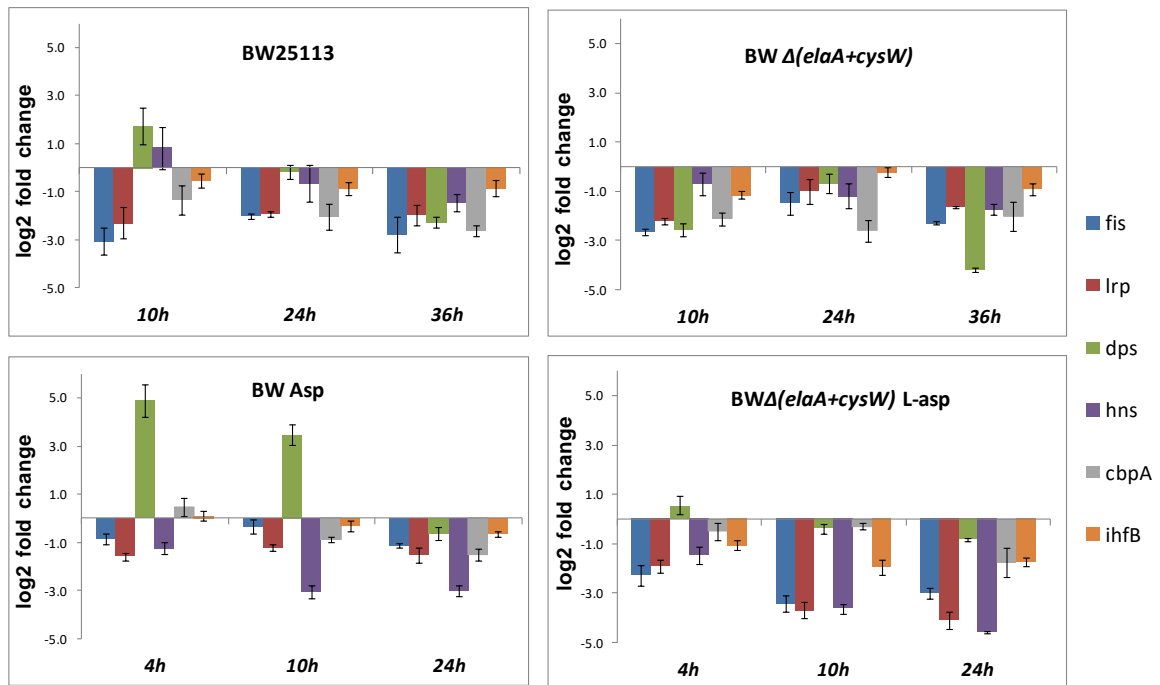 BW25113
log2 fold change
5.0
3.0
1.0
-1.0
-3.0
-5.0
10h 24h 36h
BW Δ(elaA+cysW)
log2 fold change
5.0
3.0
1.0
-1.0
-3.0
-5.0
10h 24h 36h
BW Asp
log2 fold change
5.0
3.0
1.0
-1.0
-3.0
-5.0
4h 10h 24h
BWΔ(elaA+cysW) L-asp
log2 fold change
5.0
3.0
1.0
-1.0
-3.0
-5.0
4h 10h 24h
fis
lrp
dps
hns
cbpA
ihfB